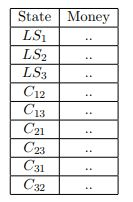 State Money
LS₁ ..
LS₂ ..
LS₃ ..
C₁₂ ..
C₁₃ ..
C₂₁ ..
C₂₃ ..
C₃₁ ..
C₃₂ ..